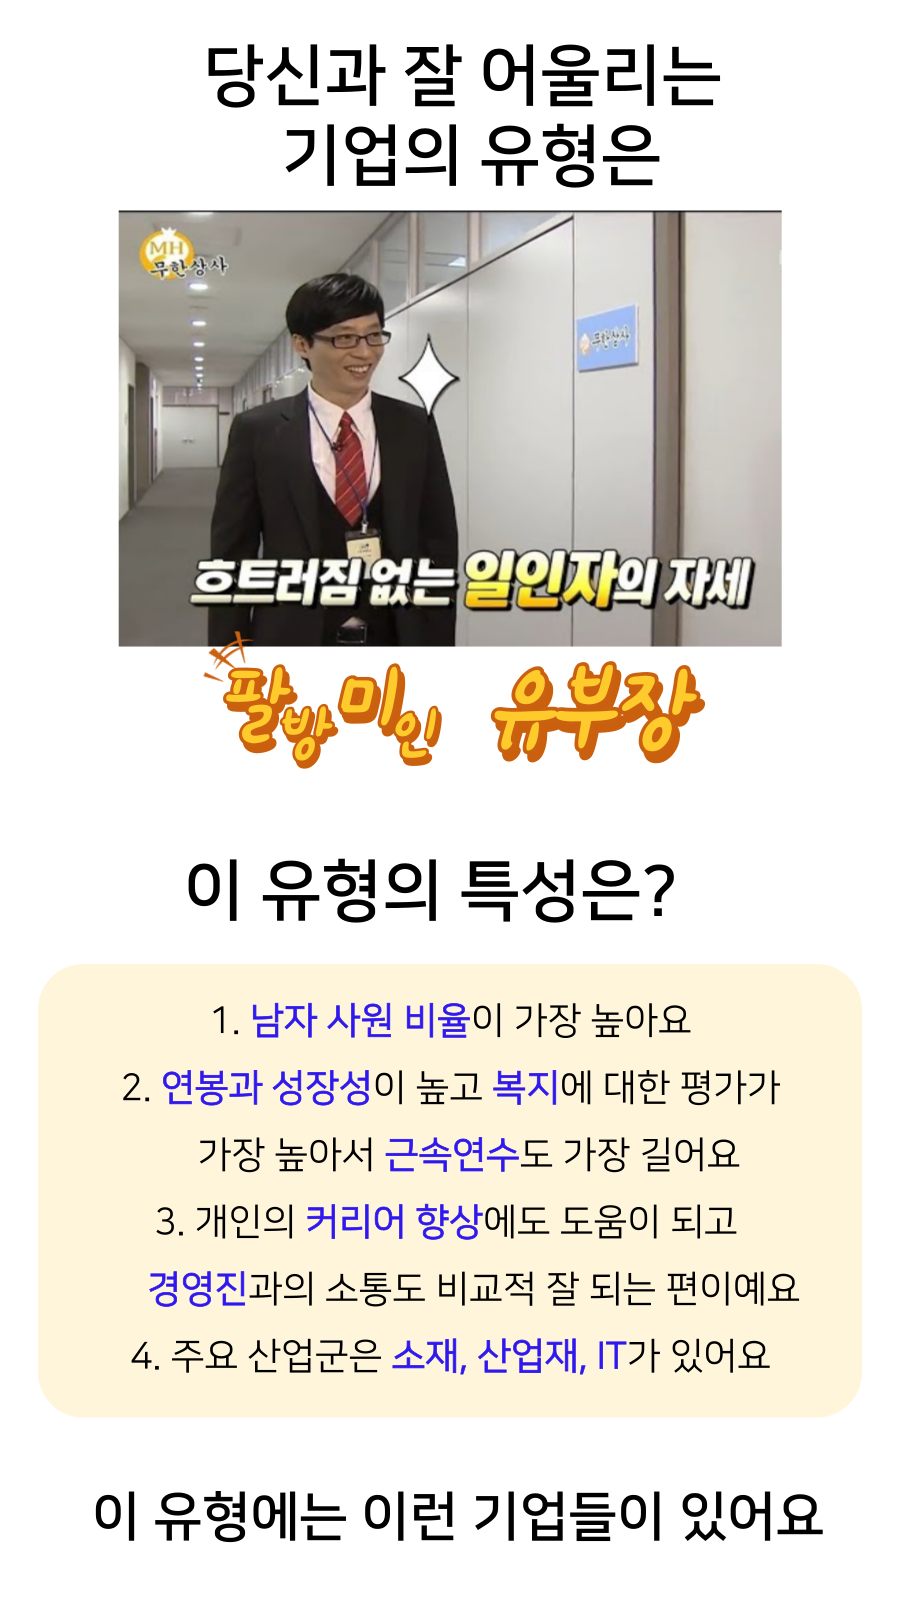 당신과 잘 어울리는
기업의 유형은
MH
무한상사
무한상사
흐트러짐 없는 일인자의 자세
팔방미인 유부장
이 유형의 특성은?
1. 남자 사원 비율이 가장 높아요
2. 연봉과 성장성이 높고 복지에 대한 평가가
가장 높아서 근속연수도 가장 길어요
3. 개인의 커리어 향상에도 도움이 되고
경영진과의 소통도 비교적 잘 되는 편이예요
4. 주요 산업군은 소재, 산업재, IT가 있어요
이 유형에는 이런 기업들이 있어요